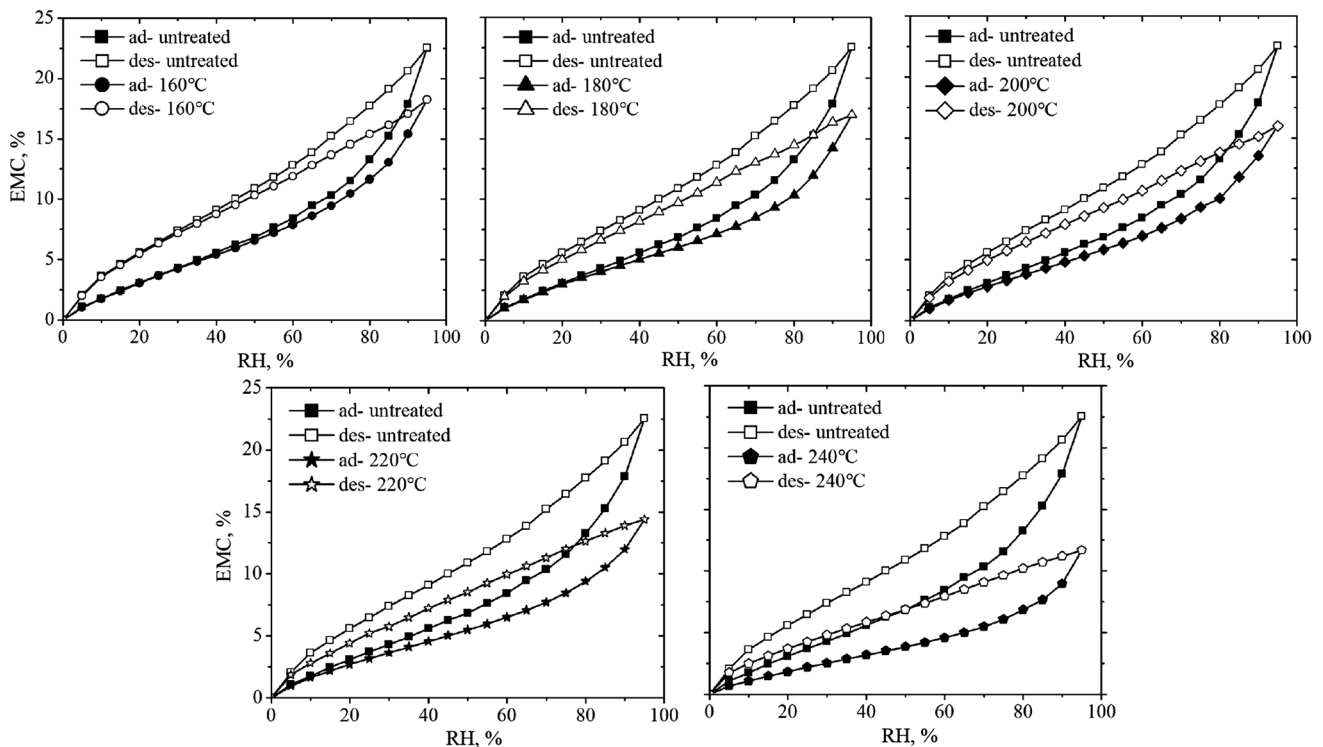 25
20
15
10
5
0
EMC, %
ad- untreated
des- untreated
ad- 160℃
des- 160℃
0 20 40 60 80 100
RH, %
ad- untreated
des- untreated
ad- 180℃
des- 180℃
0 20 40 60 80 100
RH, %
ad- untreated
des- untreated
ad- 200℃
des- 200℃
0 20 40 60 80 100
RH, %
25
20
15
10
5
0
EMC, %
ad- untreated
des- untreated
ad- 220℃
des- 220℃
0 20 40 60 80 100
RH, %
ad- untreated
des- untreated
ad- 240℃
des- 240℃
0 20 40 60 80 100
RH, %